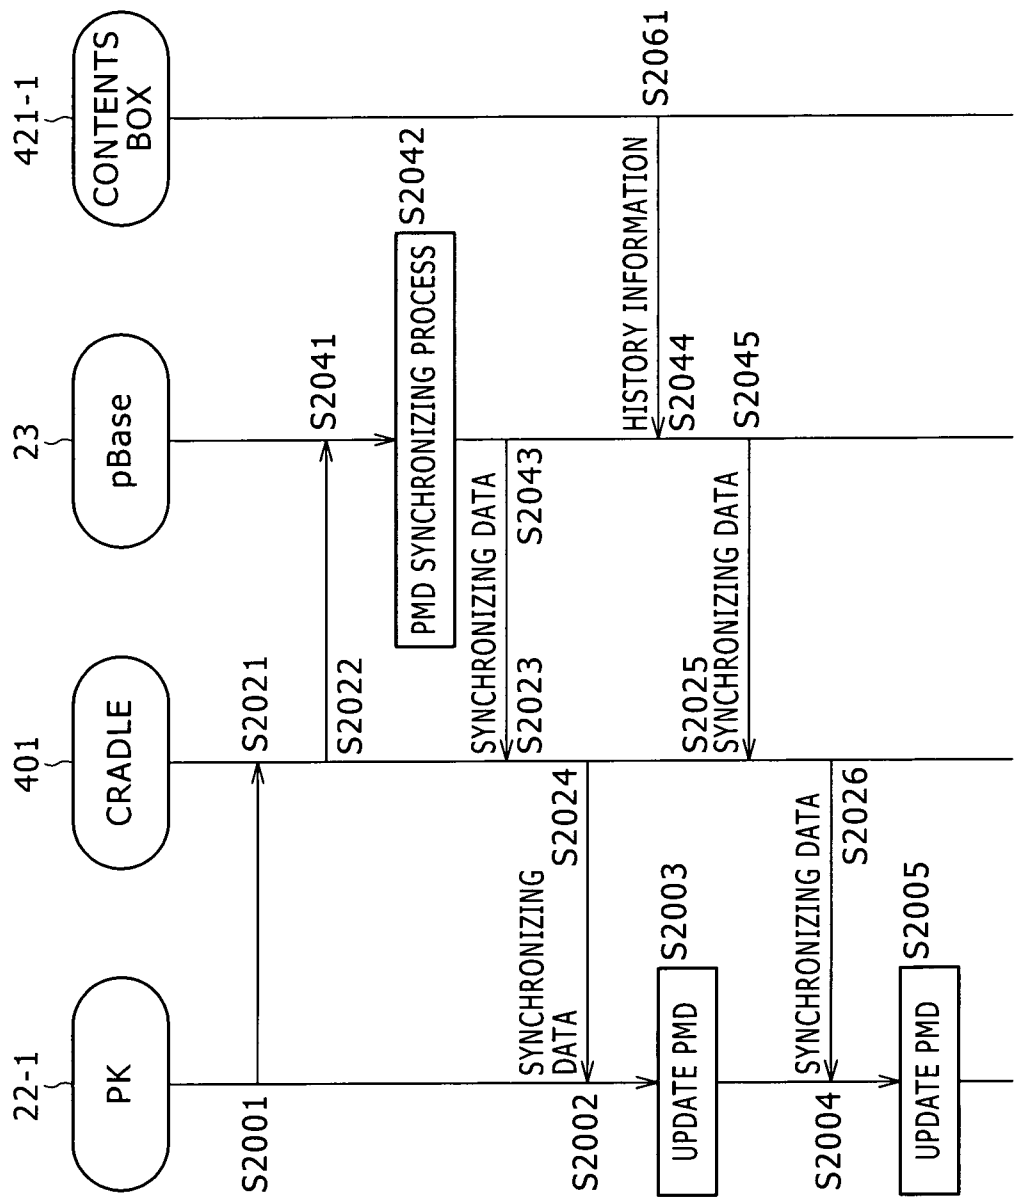 22-1
401
23
421-1
PK
CRADLE
pBase
CONTENTS
BOX
S2001
S2021
S2022
S2041
PMD SYNCHRONIZING PROCESS
S2042
SYNCHRONIZING DATA
S2023
S2043
SYNCHRONIZING
DATA
S2002
S2024
UPDATE PMD
S2003
HISTORY INFORMATION
S2044
S2061
S2025
SYNCHRONIZING DATA
S2045
SYNCHRONIZING DATA
S2004
S2026
UPDATE PMD
S2005